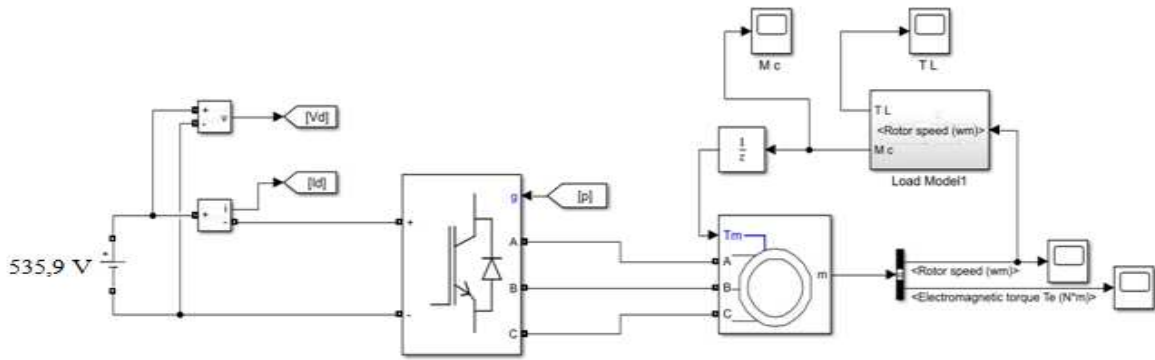 M c
T L
+
-
v
[Vd]
T L
<Rotor speed (wm)>
M c
Load Model1
1
z
[Id]
+
i
-
g
[p]
+
A
B
C
-
535,9 V
+
Tm
A
B
C
m
<Rotor speed (wm)>
<Electromagnetic torque Te (N*m)>